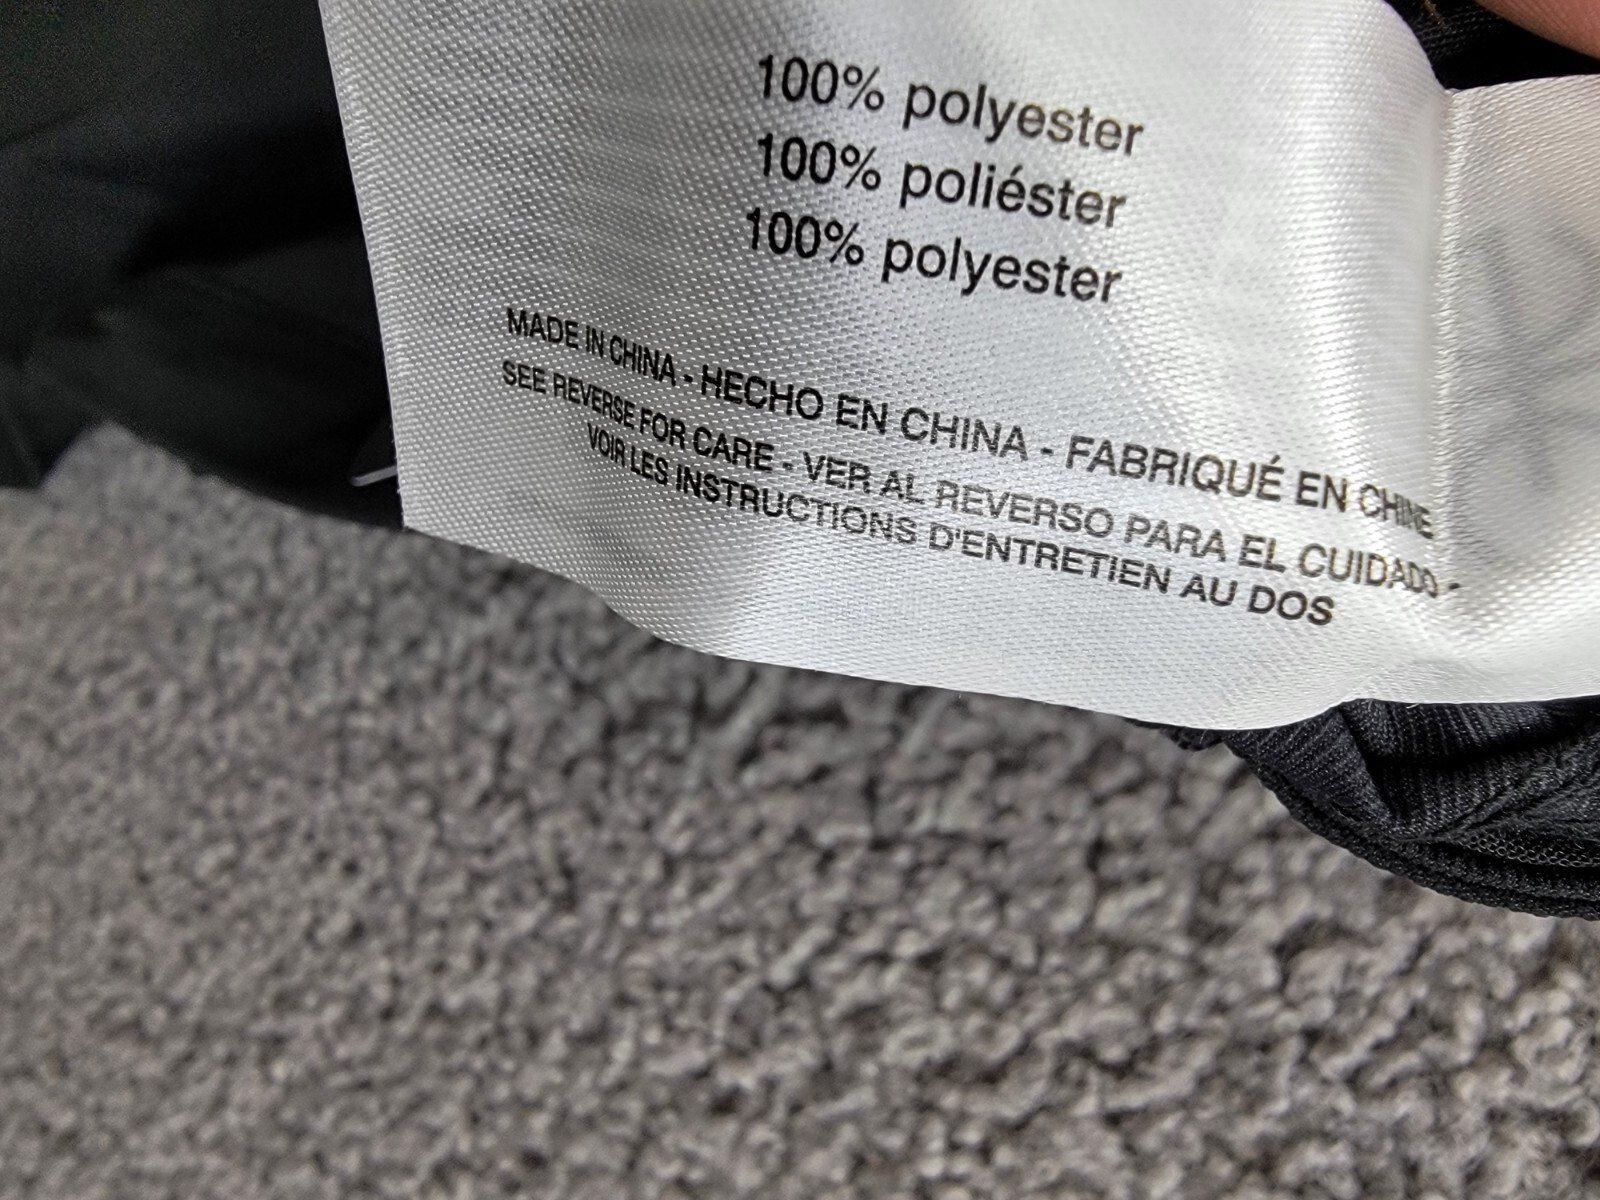 100% polyester
100% poliéster
100% polyester
MADE IN CHINA - HECHO EN CHINA - FABRIQUÉ EN CHINE
SEE REVERSE FOR CARE - VER AL REVERSO PARA EL CUIDADO -
VOIR LES INSTRUCTIONS D'ENTRETIEN AU DOS